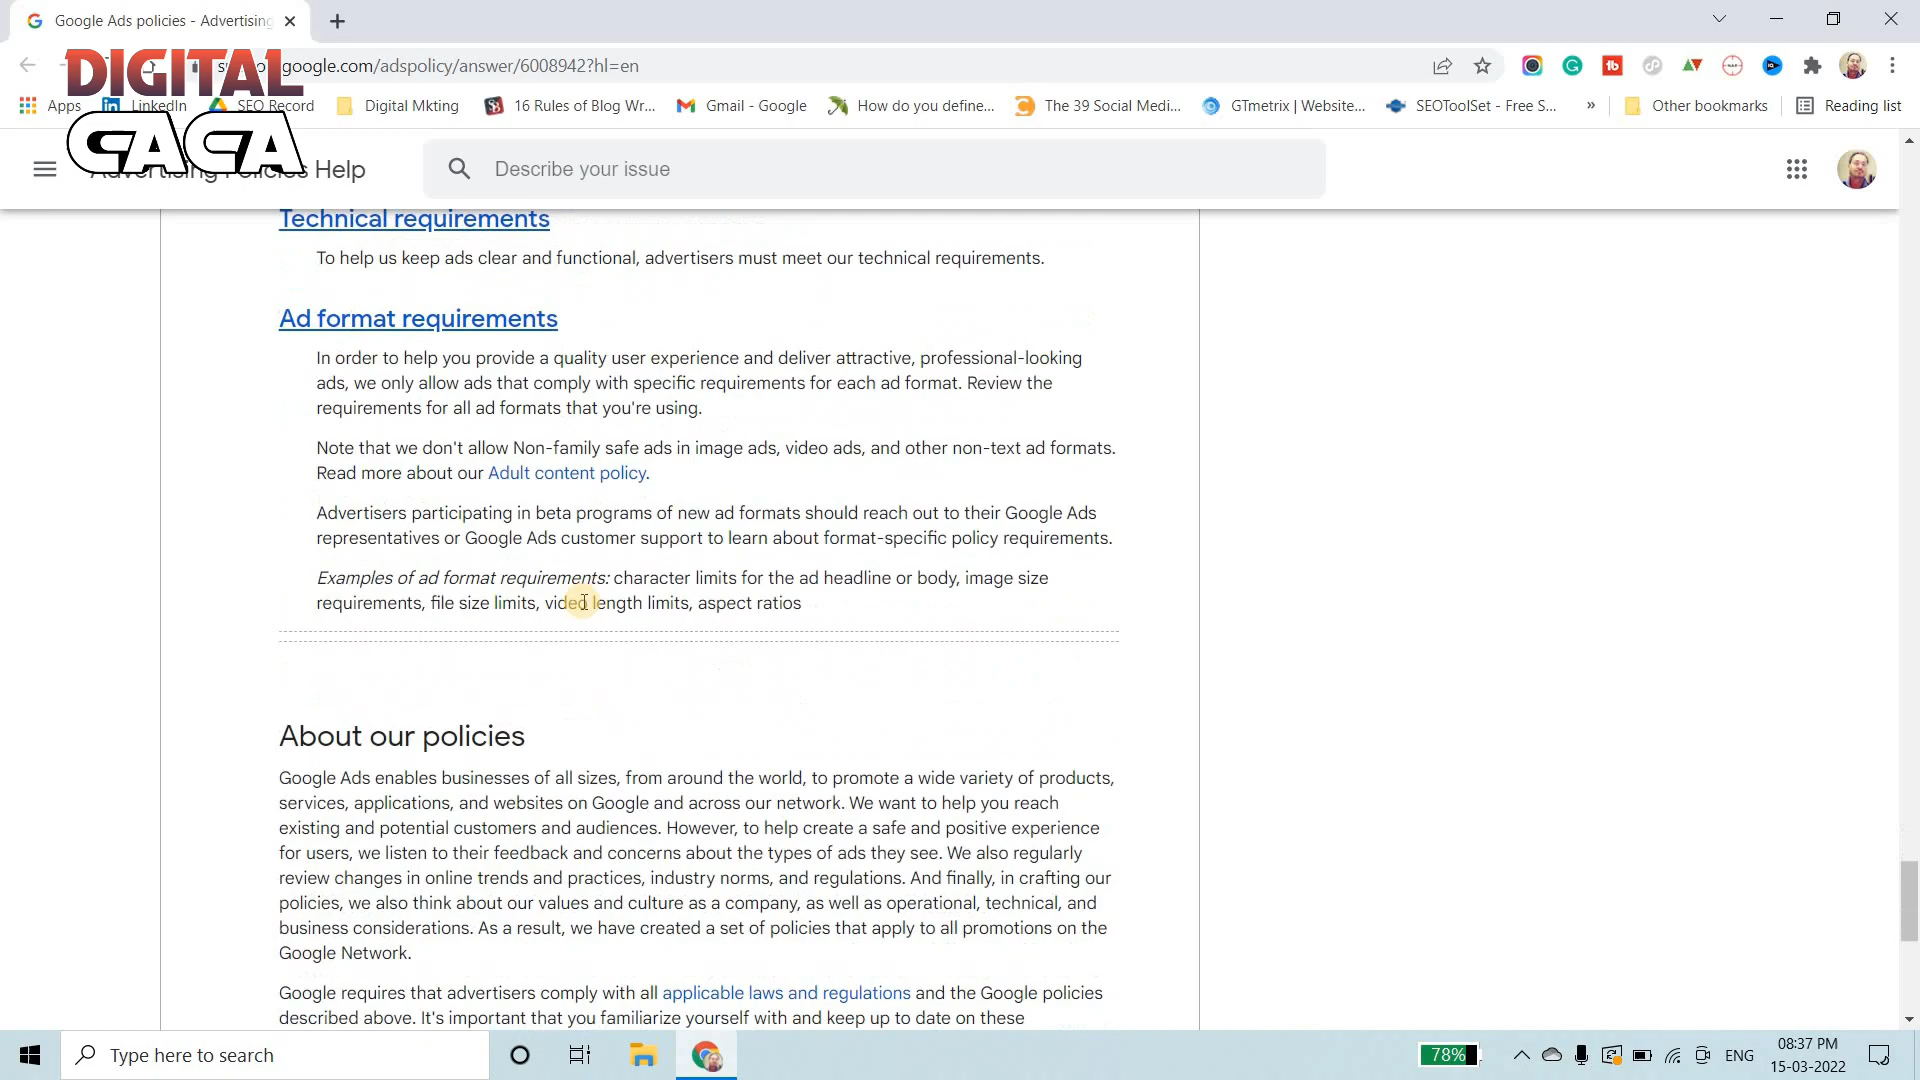 Google Ads policies - Advertising
DIGITAL
CACA
google.com/adspolicy/answer/6008942?hl=en
Apps
LinkedIn
SEO Record
Digital Mkting
16 Rules of Blog Wr...
Gmail - Google
How do you define...
The 39 Social Medi...
GTmetrix | Website...
SEOToolSet - Free S...
»
Other bookmarks
Reading list
Advertising Policies Help
Describe your issue
Technical requirements
To help us keep ads clear and functional, advertisers must meet our technical requirements.
Ad format requirements
In order to help you provide a quality user experience and deliver attractive, professional-looking
ads, we only allow ads that comply with specific requirements for each ad format. Review the
requirements for all ad formats that you're using.
Note that we don't allow Non-family safe ads in image ads, video ads, and other non-text ad formats.
Read more about our Adult content policy.
Advertisers participating in beta programs of new ad formats should reach out to their Google Ads
representatives or Google Ads customer support to learn about format-specific policy requirements.
Examples of ad format requirements: character limits for the ad headline or body, image size
requirements, file size limits, video length limits, aspect ratios
About our policies
Google Ads enables businesses of all sizes, from around the world, to promote a wide variety of products,
services, applications, and websites on Google and across our network. We want to help you reach
existing and potential customers and audiences. However, to help create a safe and positive experience
for users, we listen to their feedback and concerns about the types of ads they see. We also regularly
review changes in online trends and practices, industry norms, and regulations. And finally, in crafting our
policies, we also think about our values and culture as a company, as well as operational, technical, and
business considerations. As a result, we have created a set of policies that apply to all promotions on the
Google Network.
Google requires that advertisers comply with all applicable laws and regulations and the Google policies
described above. It's important that you familiarize yourself with and keep up to date on these
Type here to search
78%
ENG
08:37 PM
15-03-2022